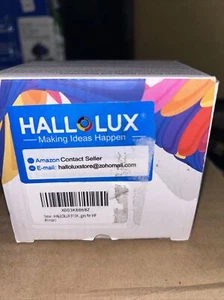 HALLOLUX
Making Ideas Happen
Amazon Contact Seller
E-mail: halloluxstore@zohomail.com